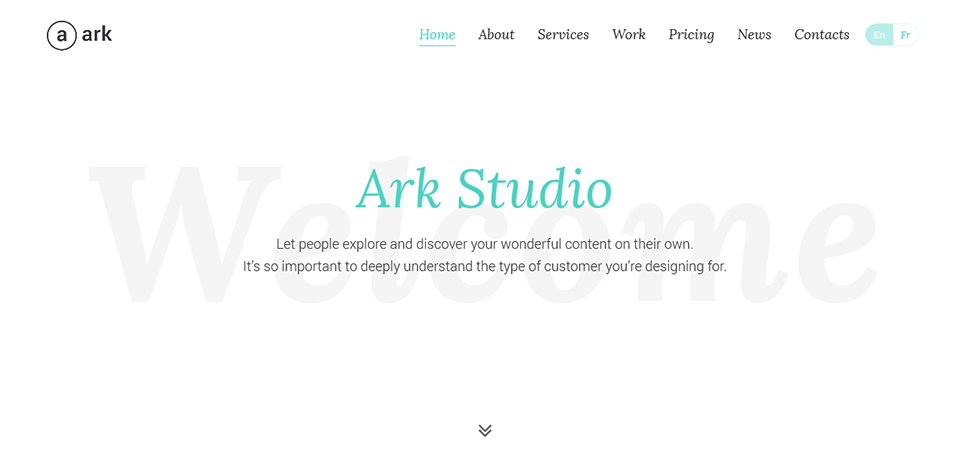 a ark
Home About Services Work Pricing News Contacts En Fr
Welcome
Ark Studio
Let people explore and discover your wonderful content on their own.
It's so important to deeply understand the type of customer you're designing for.